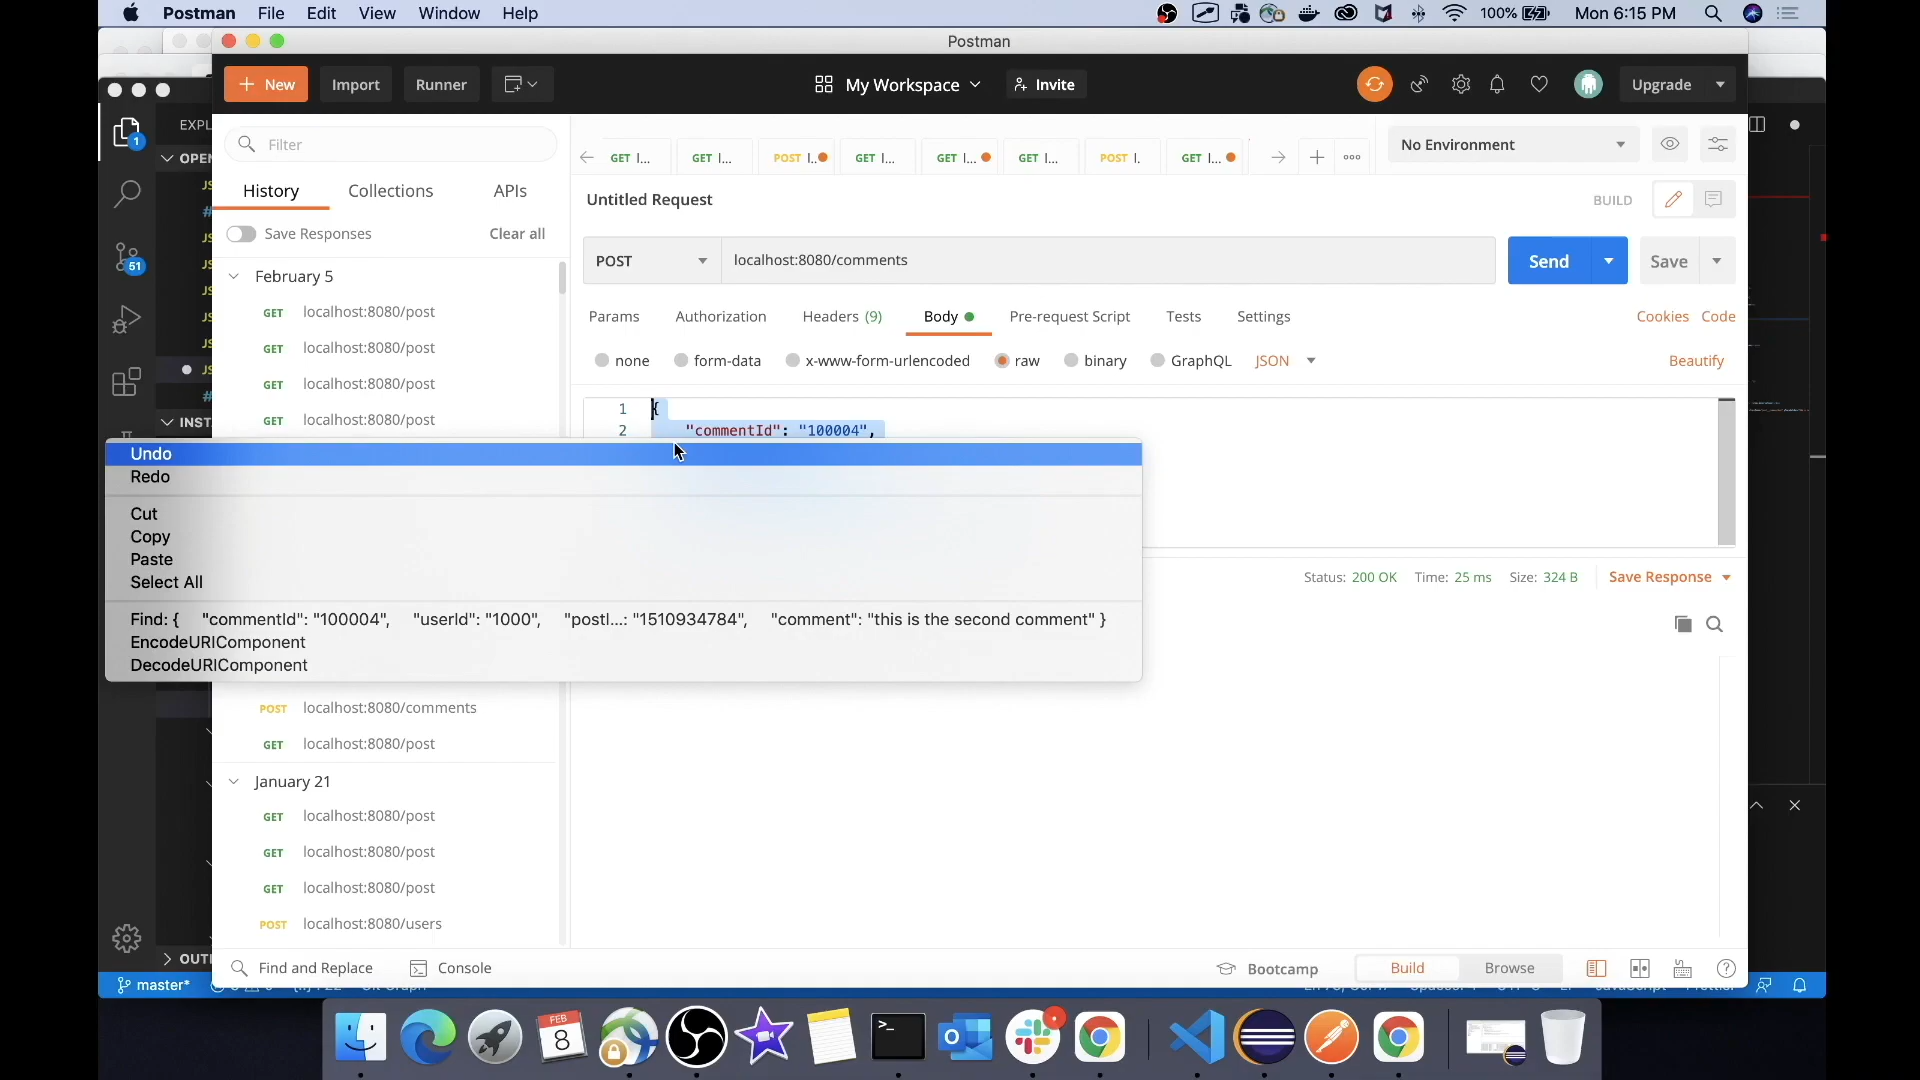 Postman File Edit View Window Help
100% Mon 6:15 PM
Postman
New Import Runner My Workspace Invite Upgrade
1
EXPL
Filter
OPEN
GET l... GET l... POST l.. GET l... GET l... GET l... POST l. GET l...
No Environment
History Collections APIs
Untitled Request
BUILD
Save Responses Clear all
51
POST localhost:8080/comments Send Save
February 5
GET localhost:8080/post
GET localhost:8080/post
GET localhost:8080/post
GET localhost:8080/post
INST
Params Authorization Headers (9) Body Pre-request Script Tests Settings Cookies Code
none form-data x-www-form-urlencoded raw binary GraphQL JSON Beautify
1 {
2 "commentId": "100004",
Undo
Redo
Cut
Copy
Paste
Select All
Find: { "commentId": "100004", "userId": "1000", "postI...: "1510934784", "comment": "this is the second comment" }
EncodeURIComponent
DecodeURIComponent
Status: 200 OK Time: 25 ms Size: 324 B Save Response
POST localhost:8080/comments
GET localhost:8080/post
January 21
GET localhost:8080/post
GET localhost:8080/post
GET localhost:8080/post
POST localhost:8080/users
OUTI
Find and Replace Console Bootcamp Build Browse
master*
FEB
8